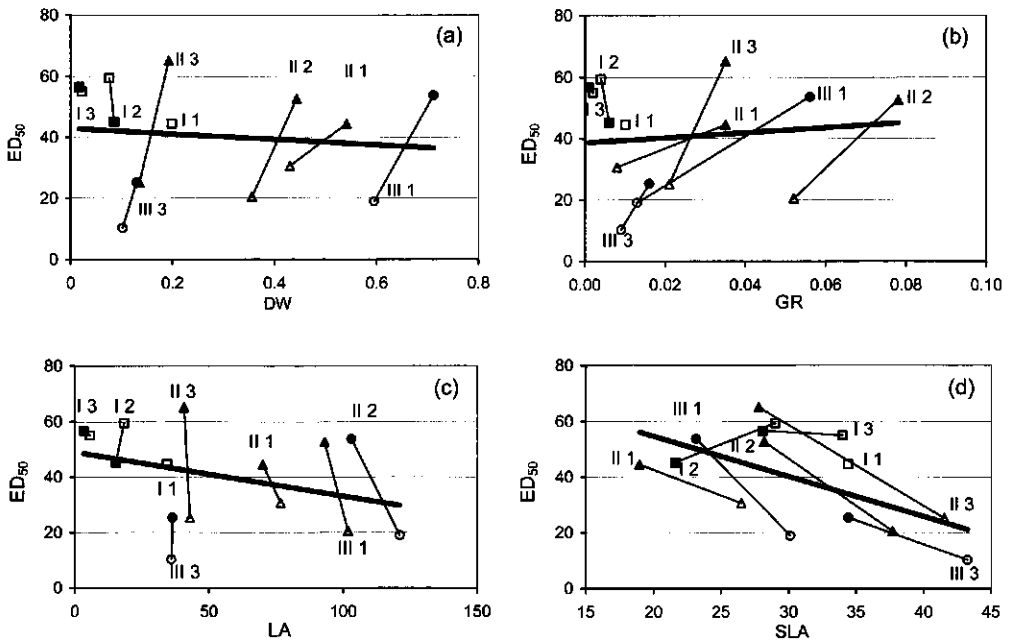 (a)
II 3
II 2
II 1
I 2
I 3
I 1
III 1
III 3
80
60
40
20
0
ED50
0 0.2 0.4 0.6 0.8
DW
(b)
II 3
I 2
III 1
II 2
I 3
II 1
I 1
III 3
80
60
40
20
0
ED50
0.00 0.02 0.04 0.06 0.08 0.10
GR
(c)
II 3
I 3 I 2
II 2
II 1
I 1
III 1
III 3
80
60
40
20
0
ED50
0 50 100 150
LA
(d)
III 1
I 3
II 1
II 2
I 1
I 2
II 3
III 3
80
60
40
20
0
ED50
15 20 25 30 35 40 45
SLA